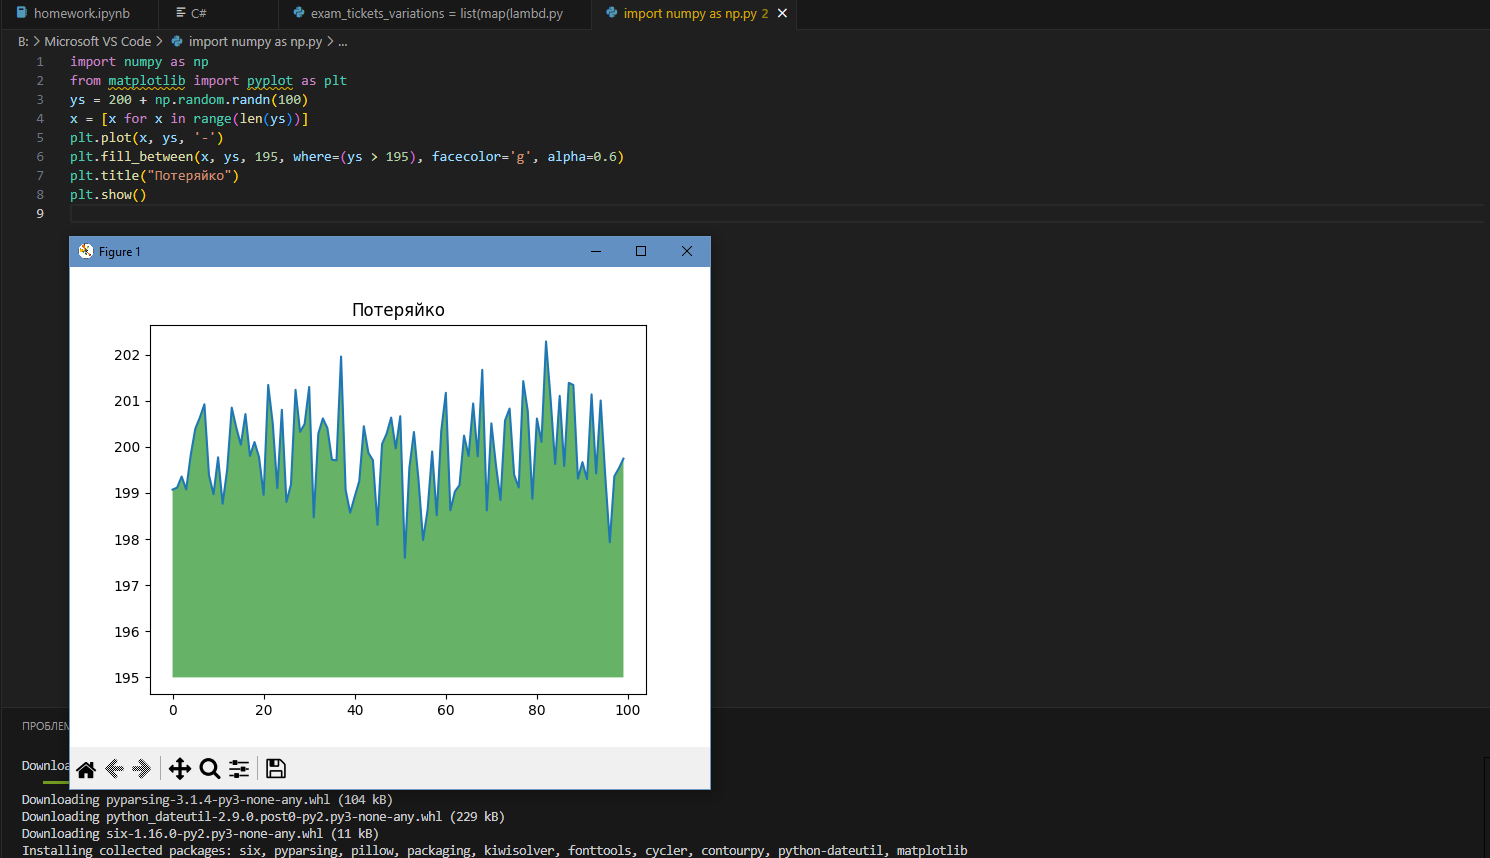 homework.ipynb C# exam_tickets_variations = list(map(lambd.py import numpy as np.py 2
B: > Microsoft VS Code > import numpy as np.py > ...
1 import numpy as np
2 from matplotlib import pyplot as plt
3 ys = 200 + np.random.randn(100)
4 x = [x for x in range(len(ys))]
5 plt.plot(x, ys, '-')
6 plt.fill_between(x, ys, 195, where=(ys > 195), facecolor='g', alpha=0.6)
7 plt.title("Потеряйко")
8 plt.show()
9
Figure 1
Потеряйко
202
201
200
199
198
197
196
195
0 20 40 60 80 100
ПРОБЛЕМ
Downloa
Downloading pyparsing-3.1.4-py3-none-any.whl (104 kB)
Downloading python_dateutil-2.9.0.post0-py2.py3-none-any.whl (229 kB)
Downloading six-1.16.0-py2.py3-none-any.whl (11 kB)
Installing collected packages: six, pyparsing, pillow, packaging, kiwisolver, fonttools, cycler, contourpy, python-dateutil, matplotlib